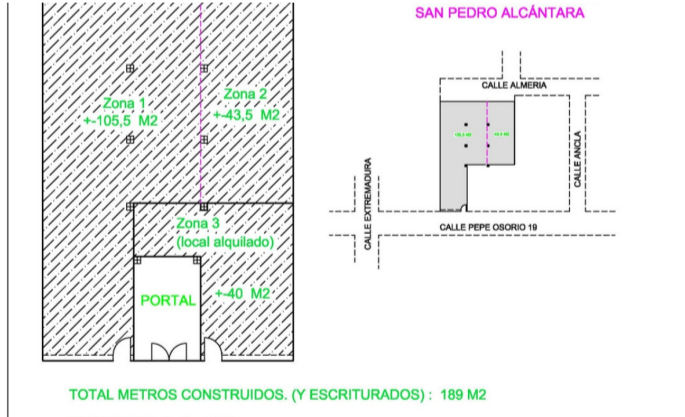 SAN PEDRO ALCÁNTARA
Zona 1
+-105,5 M2
Zona 2
+-43,5 M2
Zona 3
(local alquilado)
+-40 M2
PORTAL
CALLE ALMERIA
CALLE ANCLA
CALLE EXTREMADURA
CALLE PEPE OSORIO 19
TOTAL METROS CONSTRUIDOS. (Y ESCRITURADOS) : 189 M2